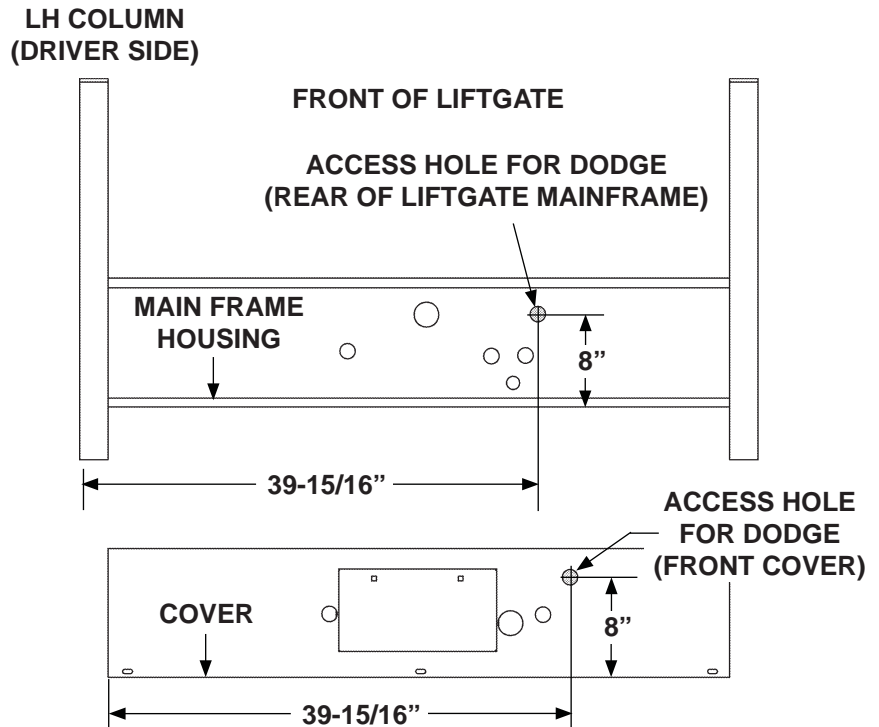 LH COLUMN
(DRIVER SIDE)
FRONT OF LIFTGATE
ACCESS HOLE FOR DODGE
(REAR OF LIFTGATE MAINFRAME)
MAIN FRAME
HOUSING
8”
39-15/16”
ACCESS HOLE
FOR DODGE
(FRONT COVER)
COVER
8”
39-15/16”